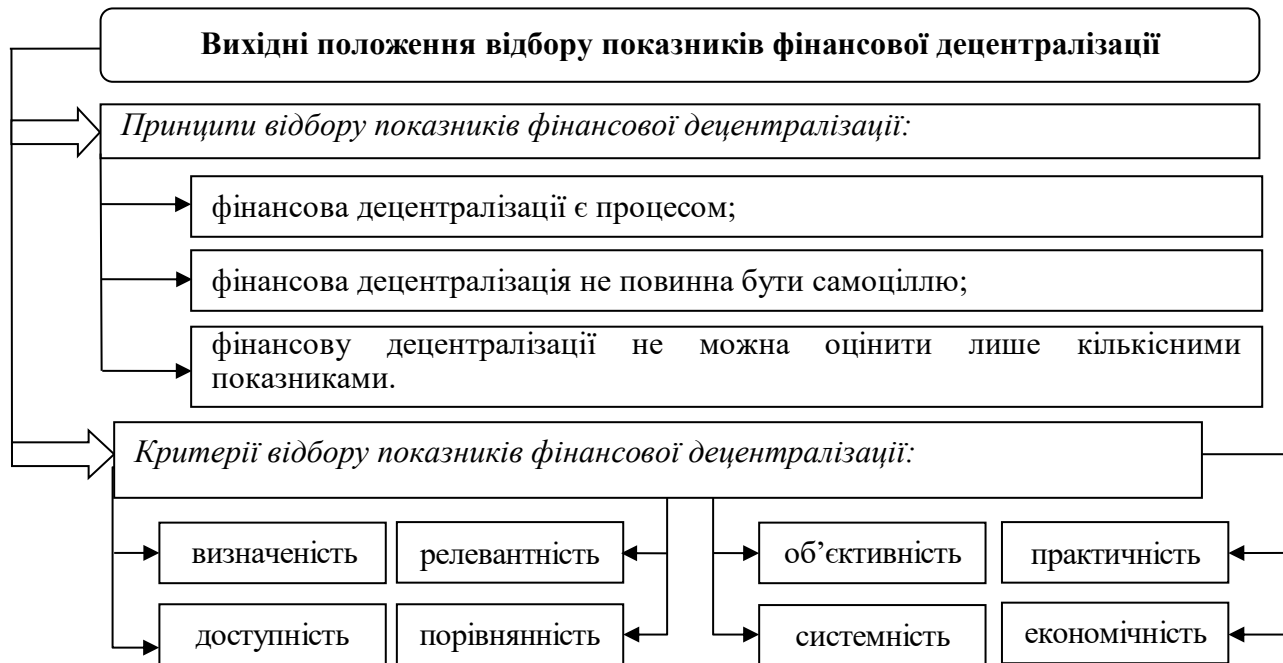 Вихідні положення відбору показників фінансової децентралізації
Принципи відбору показників фінансової децентралізації:
фінансова децентралізації є процесом;
фінансова децентралізація не повинна бути самоціллю;
фінансову децентралізації не можна оцінити лише кількісними
показниками.
Критерії відбору показників фінансової децентралізації:
визначеність релевантність об’єктивність практичність
доступність порівнянність системність економічність